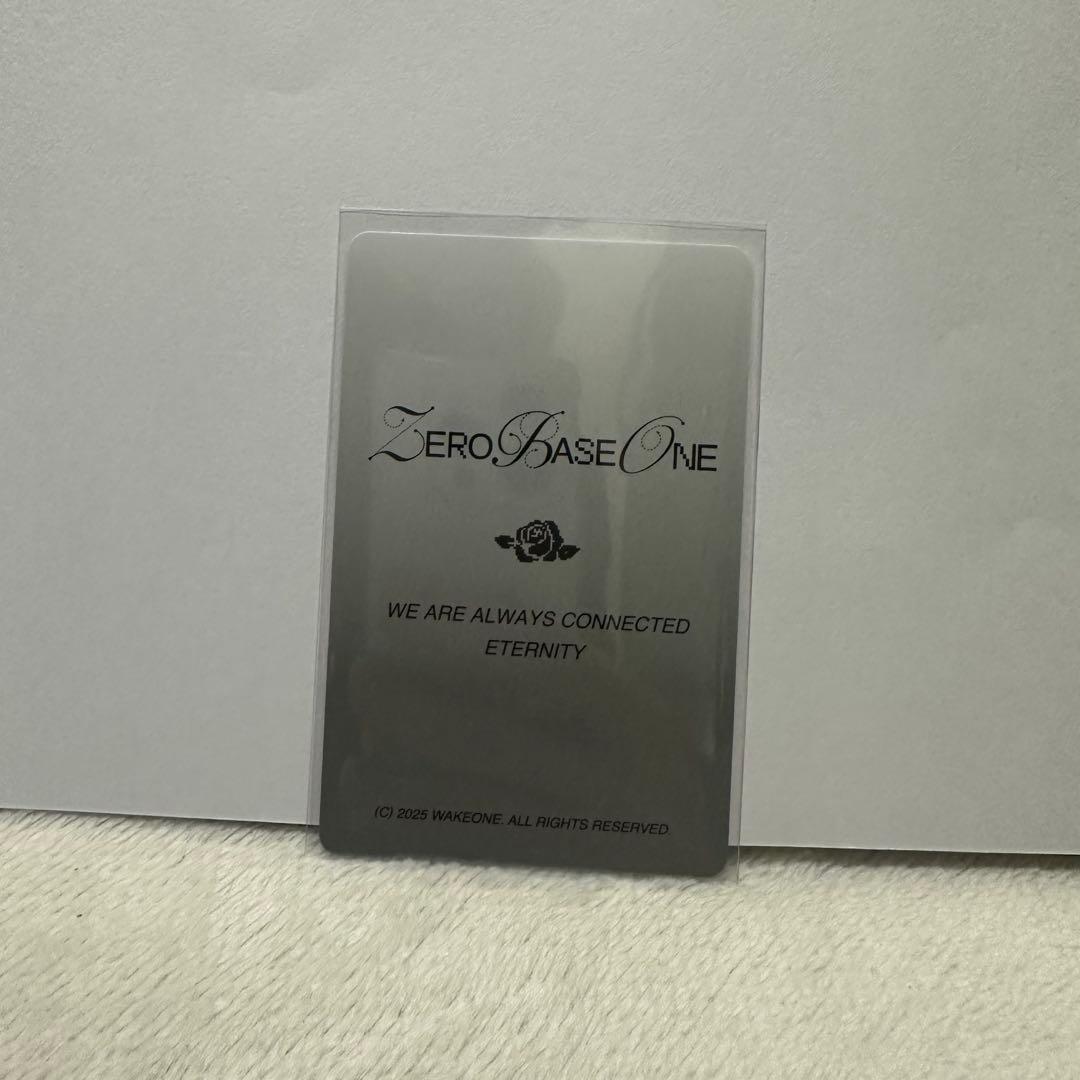 ZEROBASEONE
WE ARE ALWAYS CONNECTED
ETERNITY
(C) 2025 WAKEONE. ALL RIGHTS RESERVED.